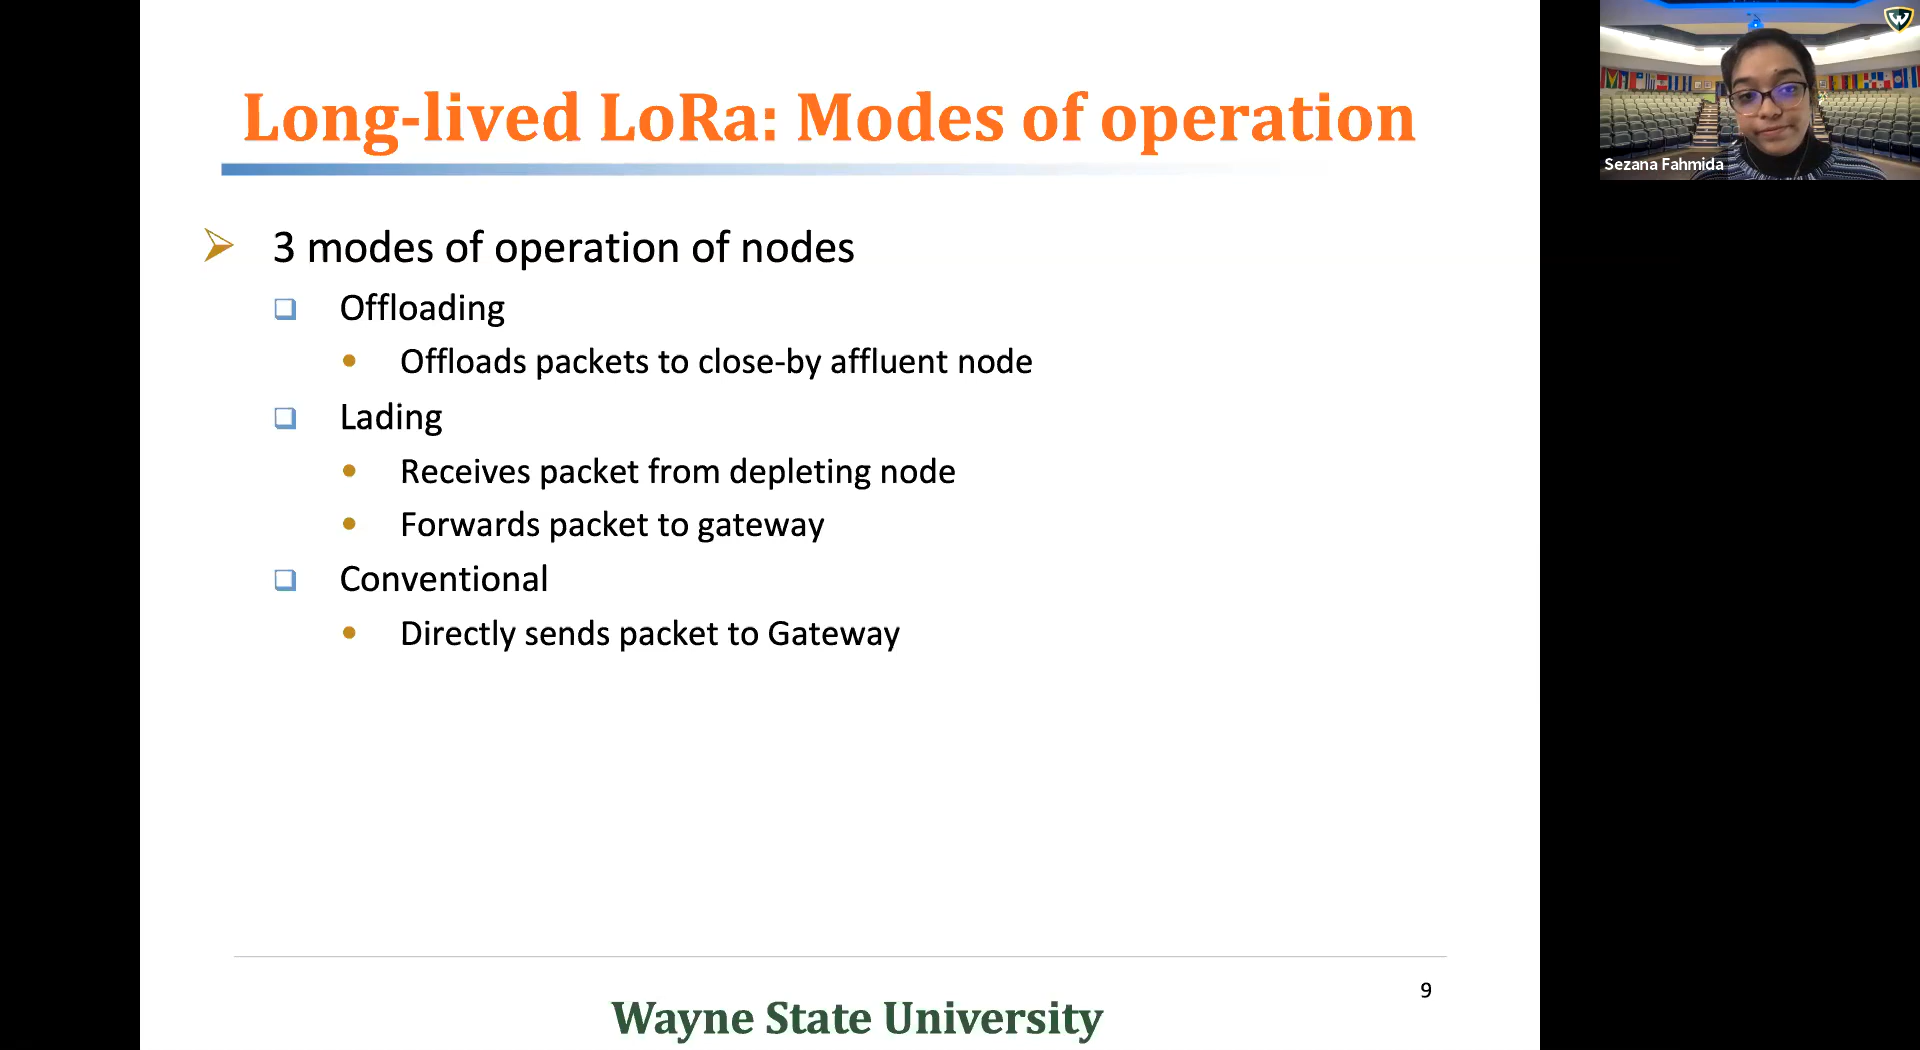 Long-lived LoRa: Modes of operation
3 modes of operation of nodes
Offloading
Offloads packets to close-by affluent node
Lading
Receives packet from depleting node
Forwards packet to gateway
Conventional
Directly sends packet to Gateway
9
Wayne State University
Sezana Fahmida
W